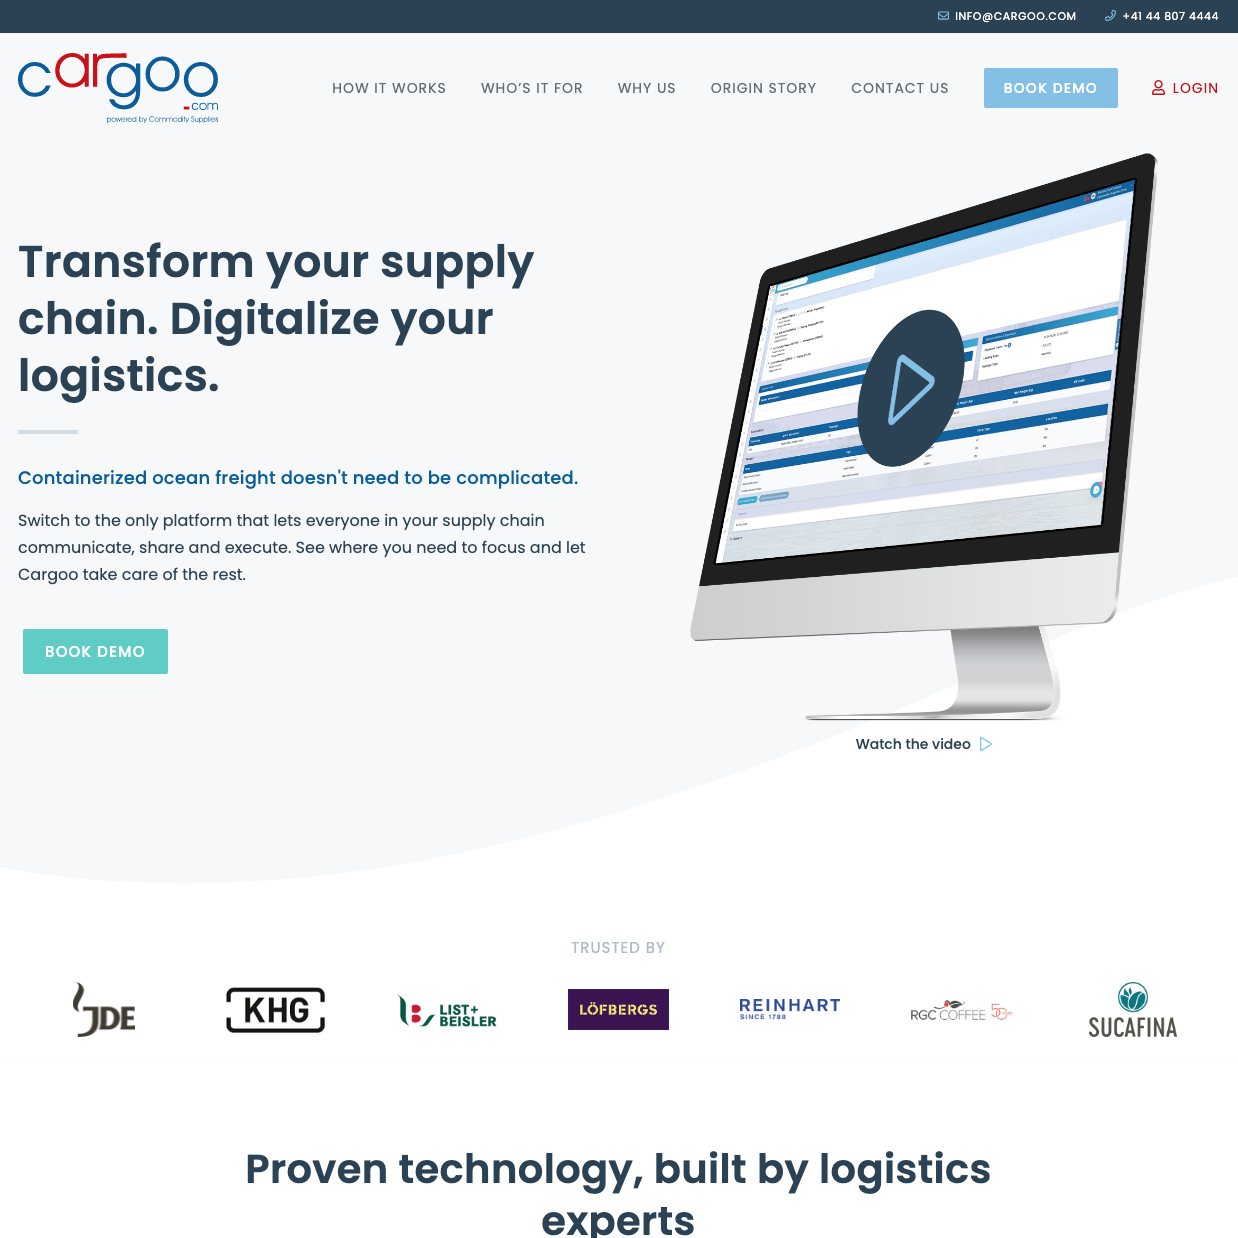 INFO@CARGOO.COM +41 44 807 4444
cargoo
.com
powered by Commodity Supplies
HOW IT WORKS WHO'S IT FOR WHY US ORIGIN STORY CONTACT US BOOK DEMO LOGIN
Transform your supply
chain. Digitalize your
logistics.
Containerized ocean freight doesn't need to be complicated.
Switch to the only platform that lets everyone in your supply chain
communicate, share and execute. See where you need to focus and let
Cargoo take care of the rest.
BOOK DEMO
Watch the video
TRUSTED BY
JDE
KHG
LIST+
BEISLER
LÖFBERGS
REINHART
SINCE 1788
RGC COFFEE 50
SUCAFINA
Proven technology, built by logistics
experts